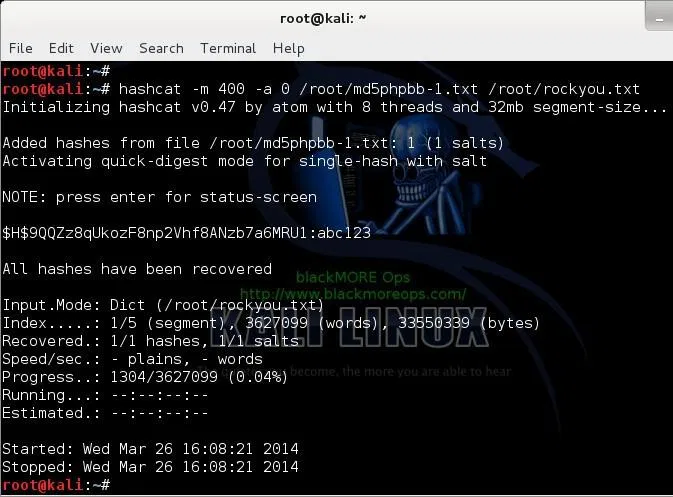 root@kali: ~
File Edit View Search Terminal Help
root@kali:~#
root@kali:~# hashcat -m 400 -a 0 /root/md5phpbb-1.txt /root/rockyou.txt
Initializing hashcat v0.47 by atom with 8 threads and 32mb segment-size...
Added hashes from file /root/md5phpbb-1.txt: 1 (1 salts)
Activating quick-digest mode for single-hash with salt
NOTE: press enter for status-screen
$H$9QQZz8qUkozF8np2Vhf8ANzb7a6MRU1:abc123
All hashes have been recovered
blackMORE Ops
http://www.blackmoreops.com/
Input.Mode: Dict (/root/rockyou.txt)
Index.....: 1/5 (segment), 3627099 (words), 33550339 (bytes)
Recovered.: 1/1 hashes, 1/1 salts
KALI LINUX
Speed/sec.: - plains, - words
Progress..: 1304/3627099 (0.04%)
become, the more you are able to hear
Running...: --:--:--:--
Estimated.: --:--:--:--
Started: Wed Mar 26 16:08:21 2014
Stopped: Wed Mar 26 16:08:21 2014
root@kali:~#